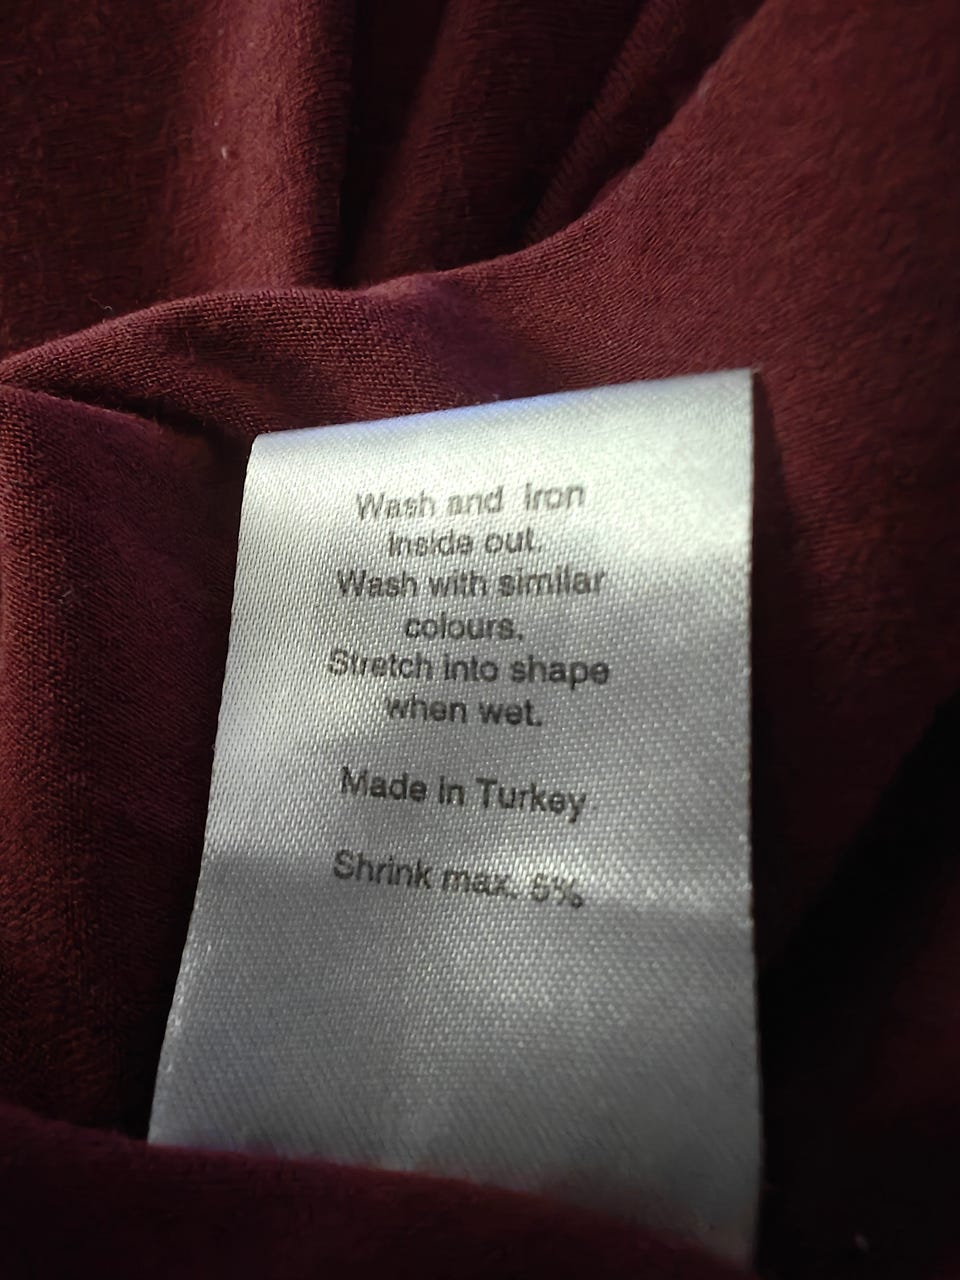 Wash and Iron
Inside out.
Wash with similar
colours.
Stretch into shape
when wet.
Made in Turkey
Shrink max.